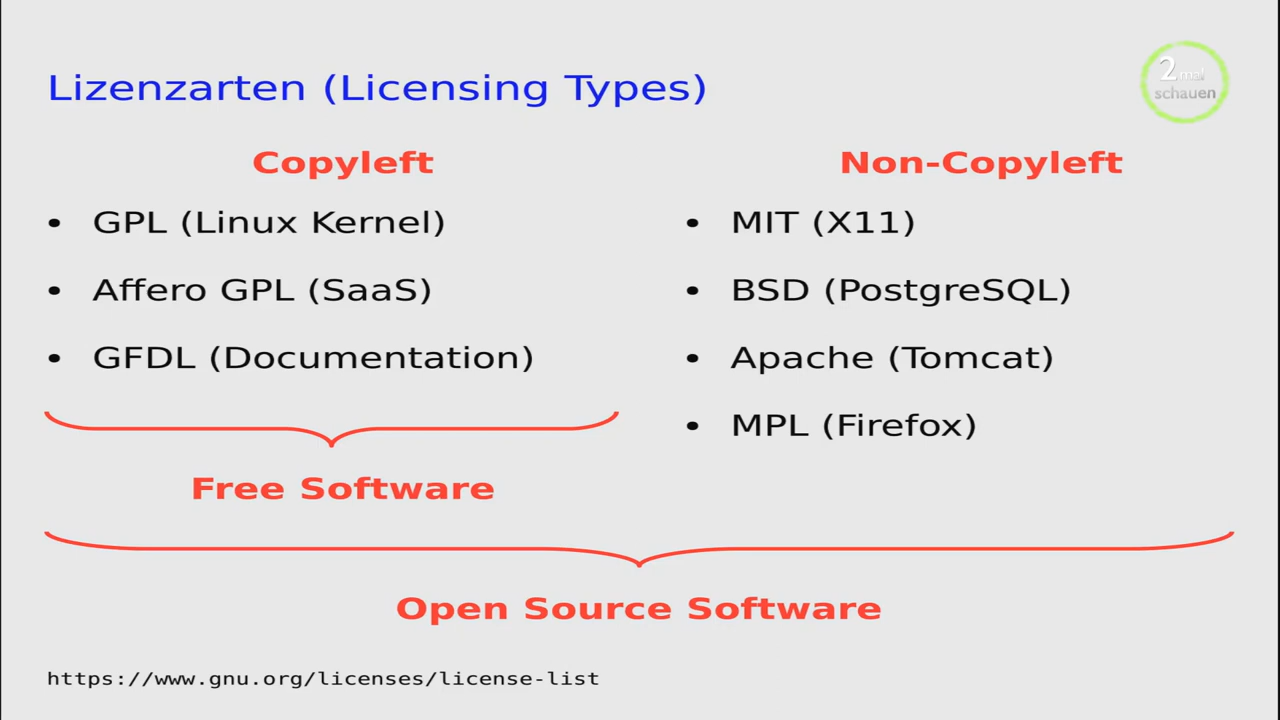 Lizenzarten (Licensing Types)
2 mal
schauen
Copyleft
• GPL (Linux Kernel)
• Affero GPL (SaaS)
• GFDL (Documentation)
Free Software
Non-Copyleft
• MIT (X11)
• BSD (PostgreSQL)
• Apache (Tomcat)
• MPL (Firefox)
Open Source Software
https://www.gnu.org/licenses/license-list